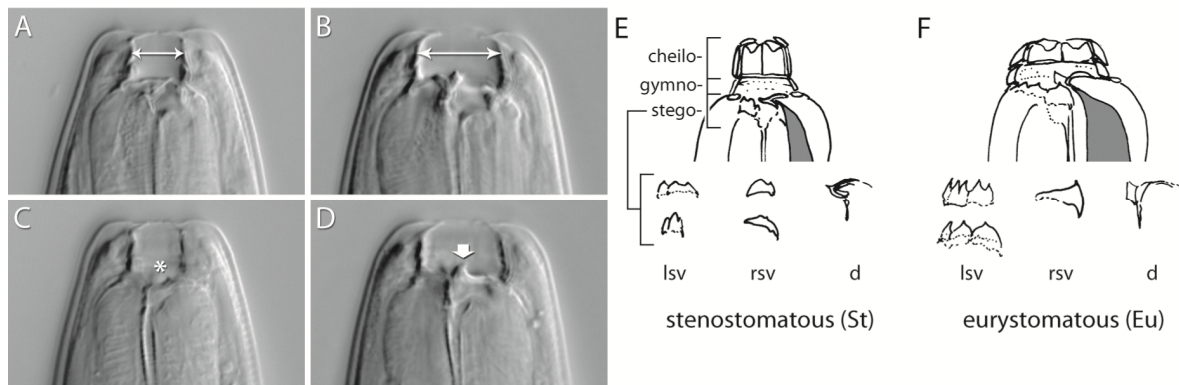 A
B
C
*
D
E
cheilo-
gymno-
stego-
lsv
rsv
d
stenostomatous (St)
F
lsv
rsv
d
eurystomatous (Eu)